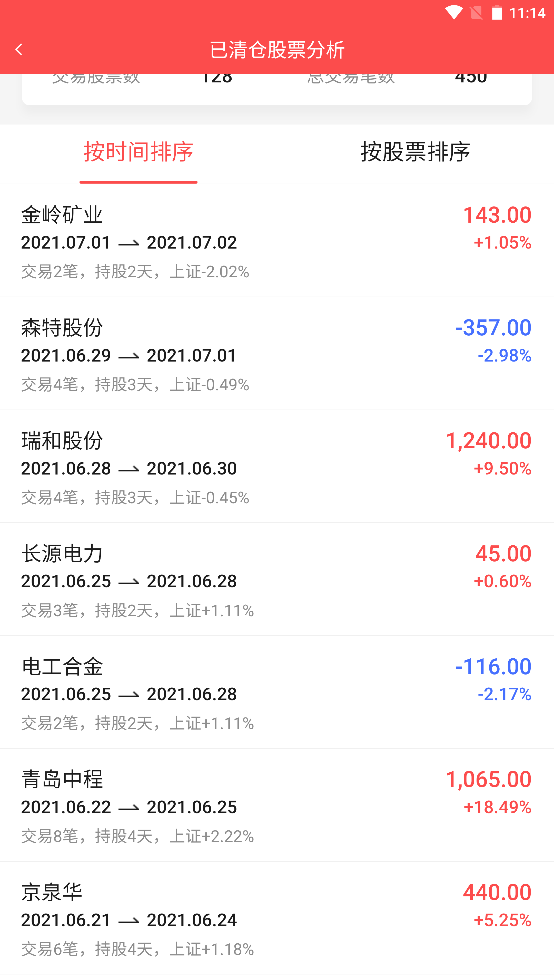 11:14
已清仓股票分析
交易股票数 128 总交易笔数 450
按时间排序 按股票排序
金岭矿业 143.00
2021.07.01 → 2021.07.02 +1.05%
交易2笔，持股2天，上证-2.02%
森特股份 -357.00
2021.06.29 → 2021.07.01 -2.98%
交易4笔，持股3天，上证-0.49%
瑞和股份 1,240.00
2021.06.28 → 2021.06.30 +9.50%
交易4笔，持股3天，上证-0.45%
长源电力 45.00
2021.06.25 → 2021.06.28 +0.60%
交易3笔，持股2天，上证+1.11%
电工合金 -116.00
2021.06.25 → 2021.06.28 -2.17%
交易2笔，持股2天，上证+1.11%
青岛中程 1,065.00
2021.06.22 → 2021.06.25 +18.49%
交易8笔，持股4天，上证+2.22%
京泉华 440.00
2021.06.21 → 2021.06.24 +5.25%
交易6笔，持股4天，上证+1.18%